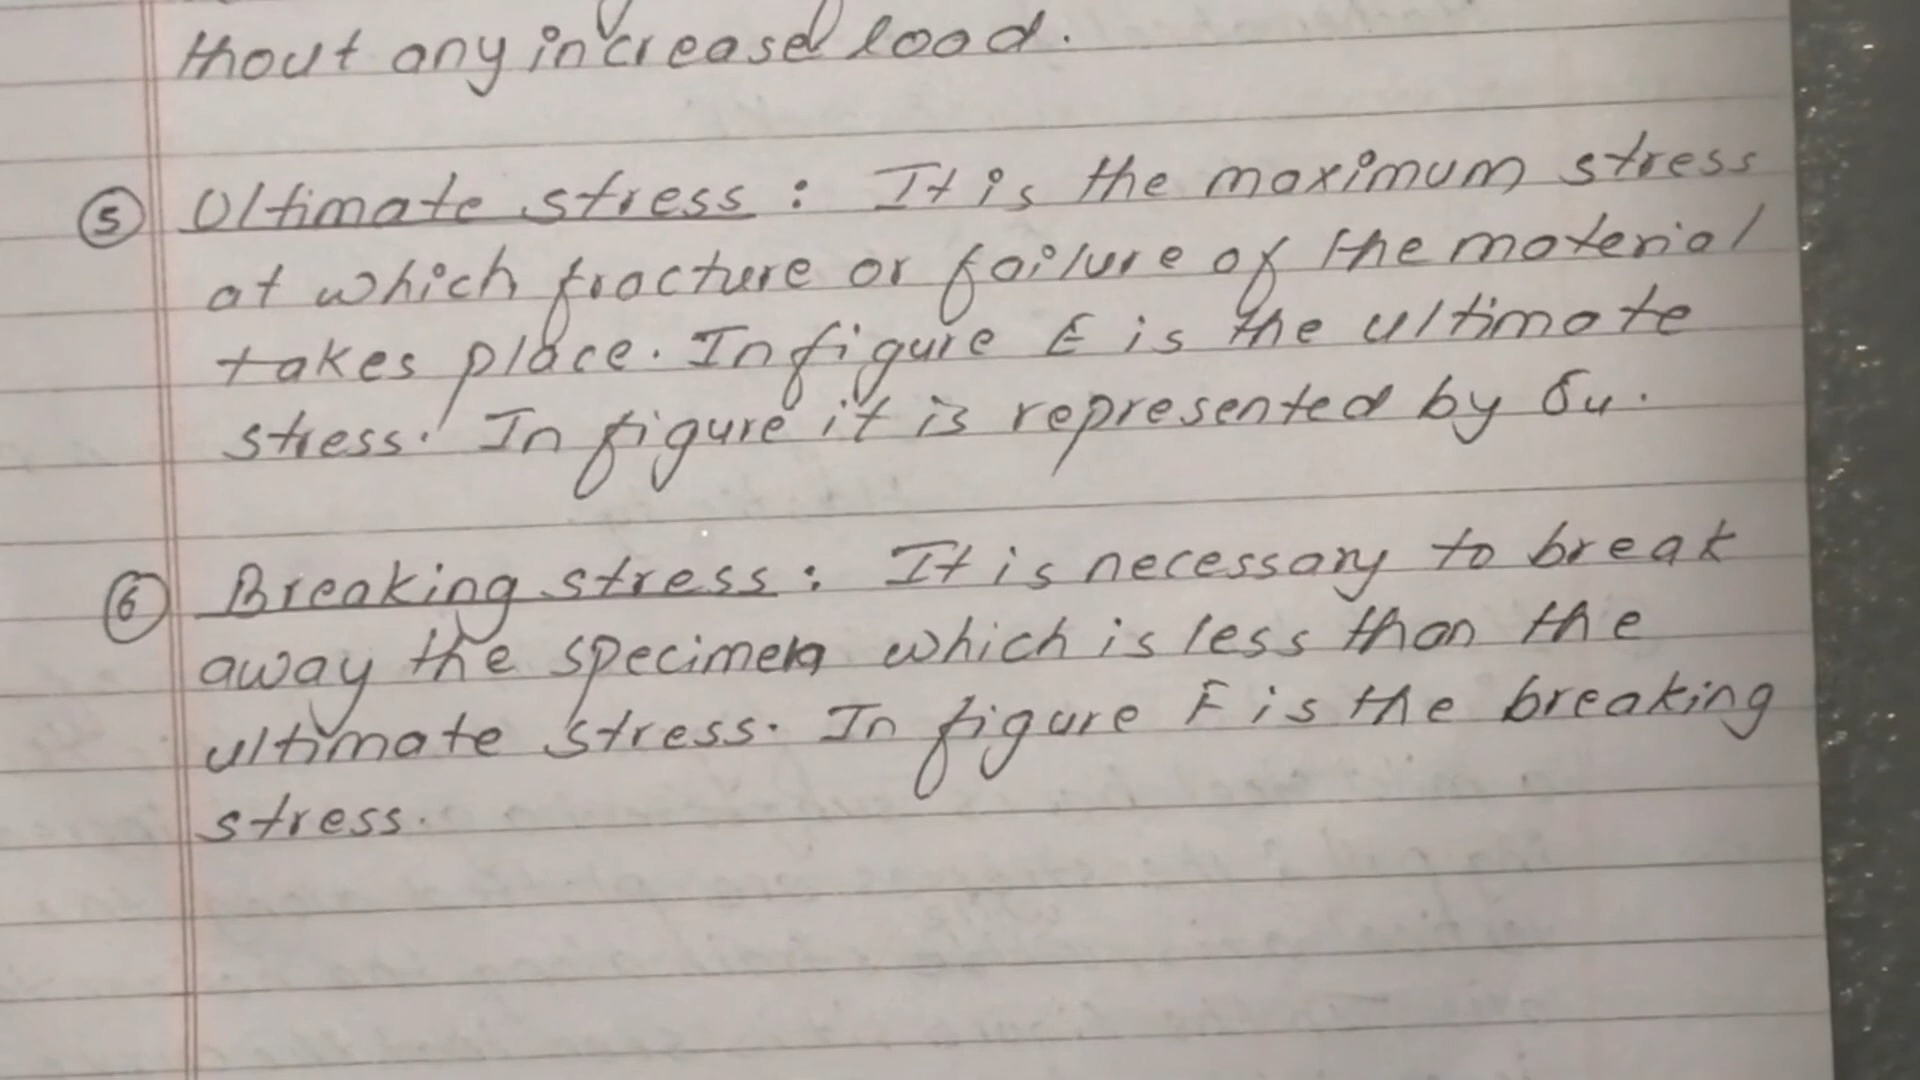 thout any increased load.
⑤ Ultimate stress : It is the maximum stress
at which fracture or failure of the material
takes place. In figure E is the ultimate
stress. In figure it is represented by σu.
⑥ Breaking stress : It is necessary to break
away the specimen which is less than the
ultimate stress. In figure F is the breaking
stress.